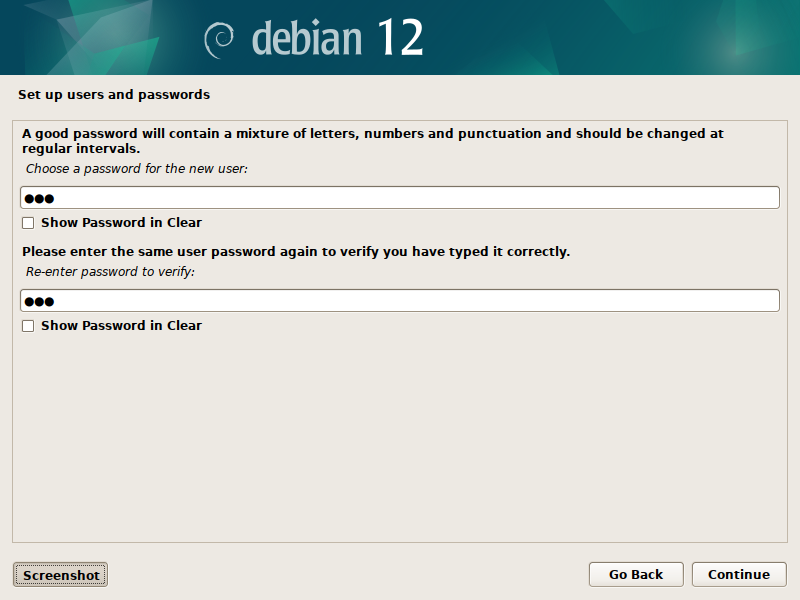 debian 12
Set up users and passwords
A good password will contain a mixture of letters, numbers and punctuation and should be changed at
regular intervals.
Choose a password for the new user:
●●●
Show Password in Clear
Please enter the same user password again to verify you have typed it correctly.
Re-enter password to verify:
●●●
Show Password in Clear
Screenshot
Go Back
Continue